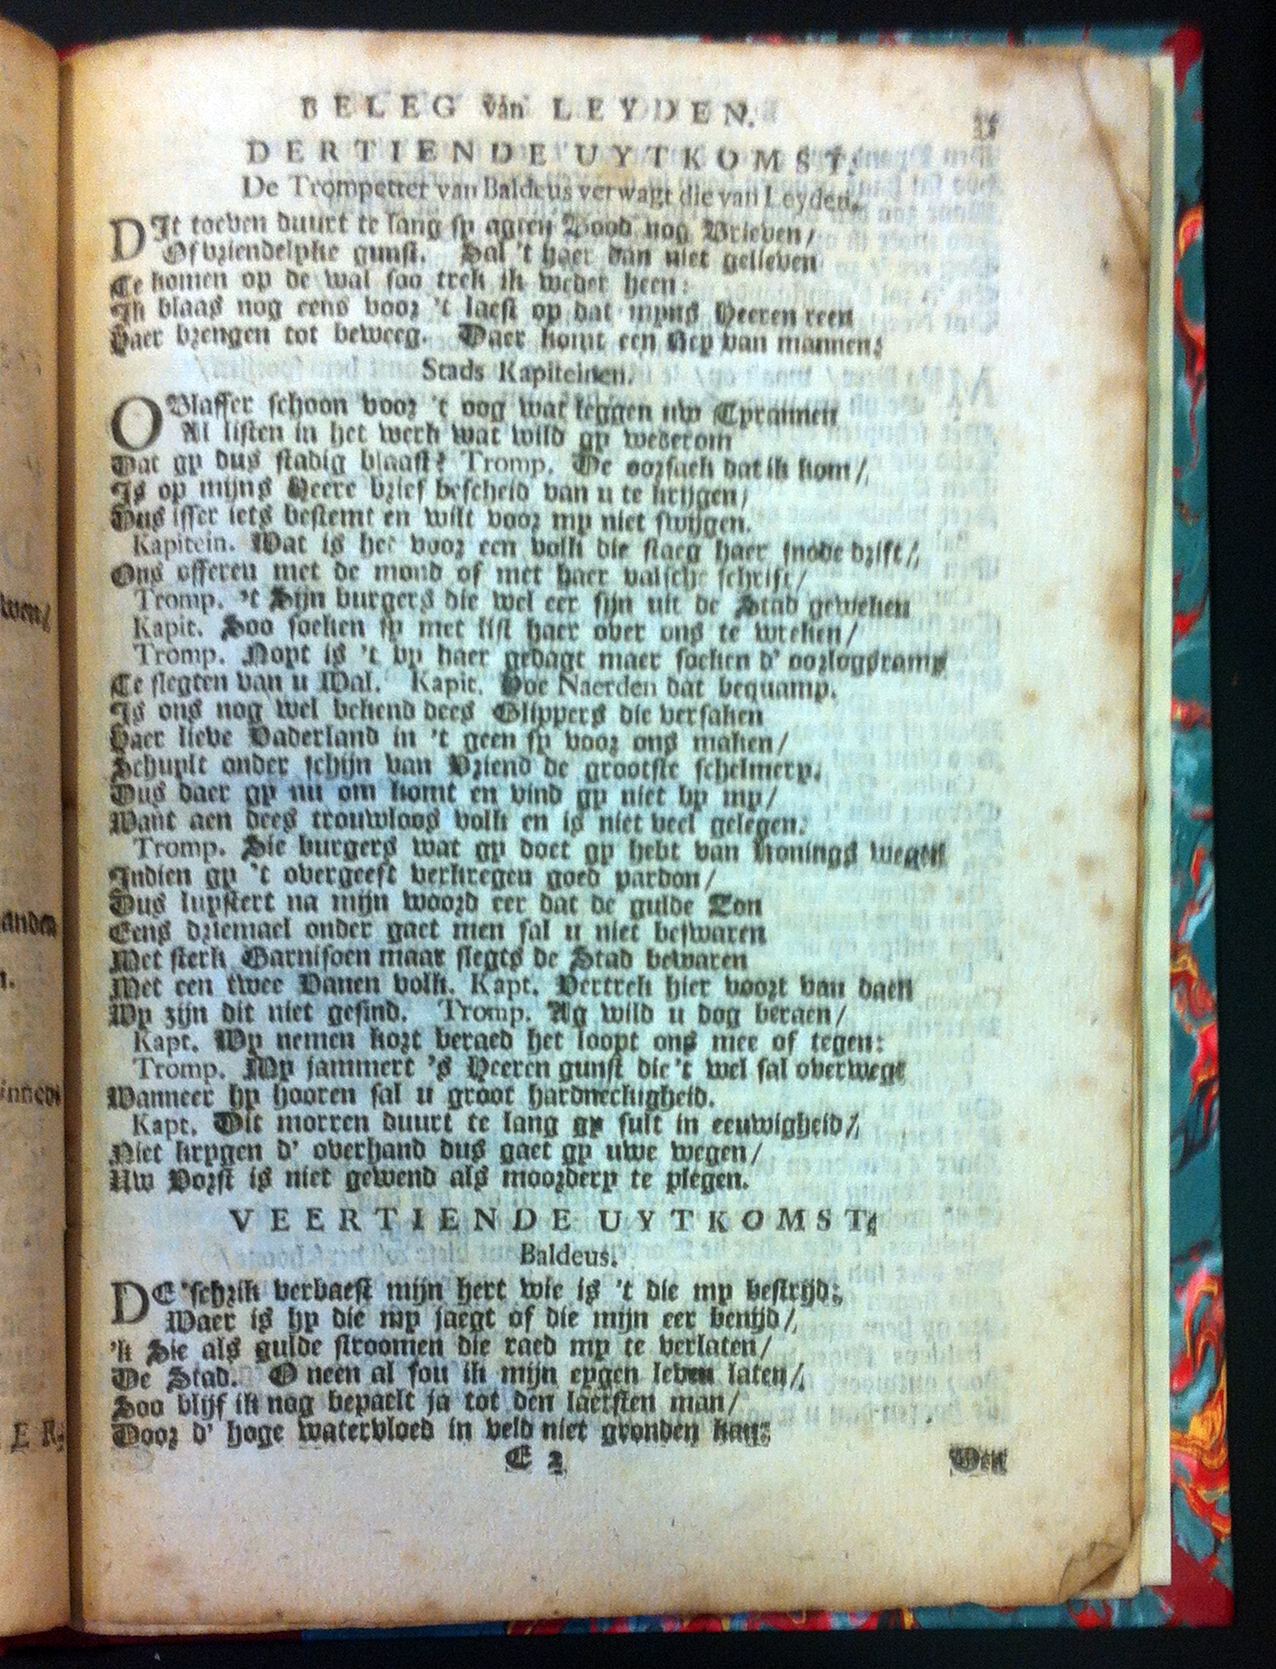 BELEG van LEYDEN. 35
DERTIENDE UYTKOMST.
De Trompetter van Baldeus verwagt die van Leyden.
DIt toeven duurt te lang sy agten Bood nog Brieven/
Of vriendelyke gunst. Sal 't haer dan niet gelieven
Te komen op de wal soo trek ik weder heen:
Ik blaas nog eens voor 't laest op dat myns Heeren reen
Haer brengen tot beweeg. Daer komt een Rey van mannen;
Stads Kapiteinen.
O Blasser schoon voor 't oog wat leggen uw Tyrannen
Al listen in het werk wat wild gy wederom
Dat gy dus stadig blaast? Tromp. De oorsaek dat ik kom/
Is op mijns Heere brief bescheid van u te krijgen/
Dus isser iets bestemt en wilt voor my niet swijgen.
Kapitein. Wat is het voor een volk die staeg haer snode drift/
Ons offeren met de mond of met haer valsche schrift/
Tromp. 't Sijn burgers die wel eer sijn uit de Stad geweken
Kapit. Soo soeken sy met list haer over ons te wreken/
Tromp. Noyt is 't by haer gedagt maer soeken d' oorlogsramp
Te slegten van u Wal. Kapit. Hoe Naerden dat bequamp.
Is ons nog wel bekend dees Glippers die versaken
Haer lieve Vaderland in 't geen sy voor ons maken/
Schuylt onder schijn van Vriend de grootste schelmery.
Dus daer gy nu om komt en vind gy niet by my/
Want aen dees trouwloos volk en is niet veel gelegen.
Tromp. Sie burgers wat gy doet gy hebt van Konings wegen
Indien gy 't overgeeft verkregen goed pardon/
Dus luystert na mijn woord eer dat de gulde Son
Eens driemael onder gaet men sal u niet beswaren
Met sterk Garnisoen maar slegts de Stad bewaren
Met een twee Vanen volk. Kapt. Vertrek hier voort van daen
Wy zijn dit niet gesind. Tromp. Ag wild u dog beraen/
Kapt. Wy nemen kort beraed het loopt ons mee of tegen:
Tromp. My jammert 's Heeren gunst die 't wel sal overwege
Wanneer hy hooren sal u groot hardneckigheid.
Kapt. Dit morren duurt te lang gy sult in eeuwigheid/
Niet krygen d' overhand dus gaet gy uwe wegen/
Uw Vorst is niet gewend als moordery te plegen.
VEERTIENDE UYTKOMST.
Baldeus.
DE 'schrik verbaest mijn hert wie is 't die my bestrijd;
Waer is hy die my jaegt of die mijn eer benijd/
'k Sie als gulde stroomen die raed my te verlaten/
De Stad. O neen al sou ik mijn eygen leven laten/
Soo blijf ik nog bepaelt ja tot den laetsten man/
Door d' hoge watervloed in veld niet gronden kan;
E 2 Den